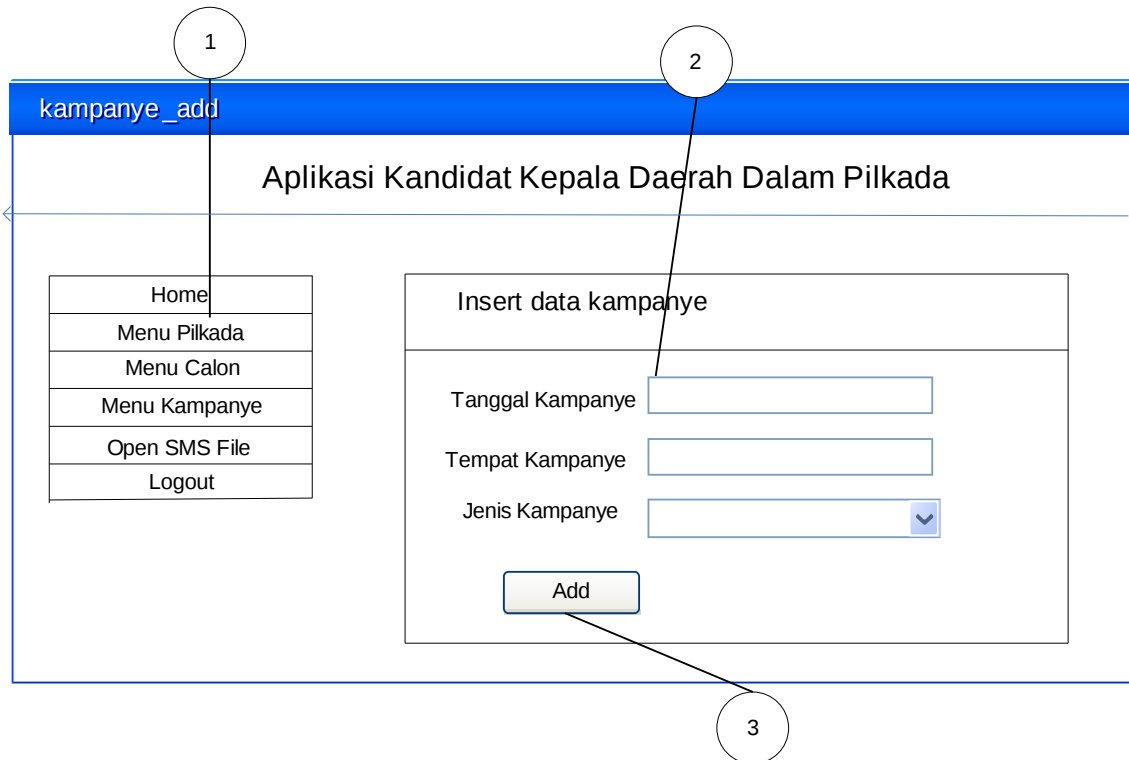 1
2
kampanye_add
Aplikasi Kandidat Kepala Daerah Dalam Pilkada
Home
Menu Pilkada
Menu Calon
Menu Kampanye
Open SMS File
Logout
Insert data kampanye
Tanggal Kampanye
Tempat Kampanye
Jenis Kampanye
Add
3